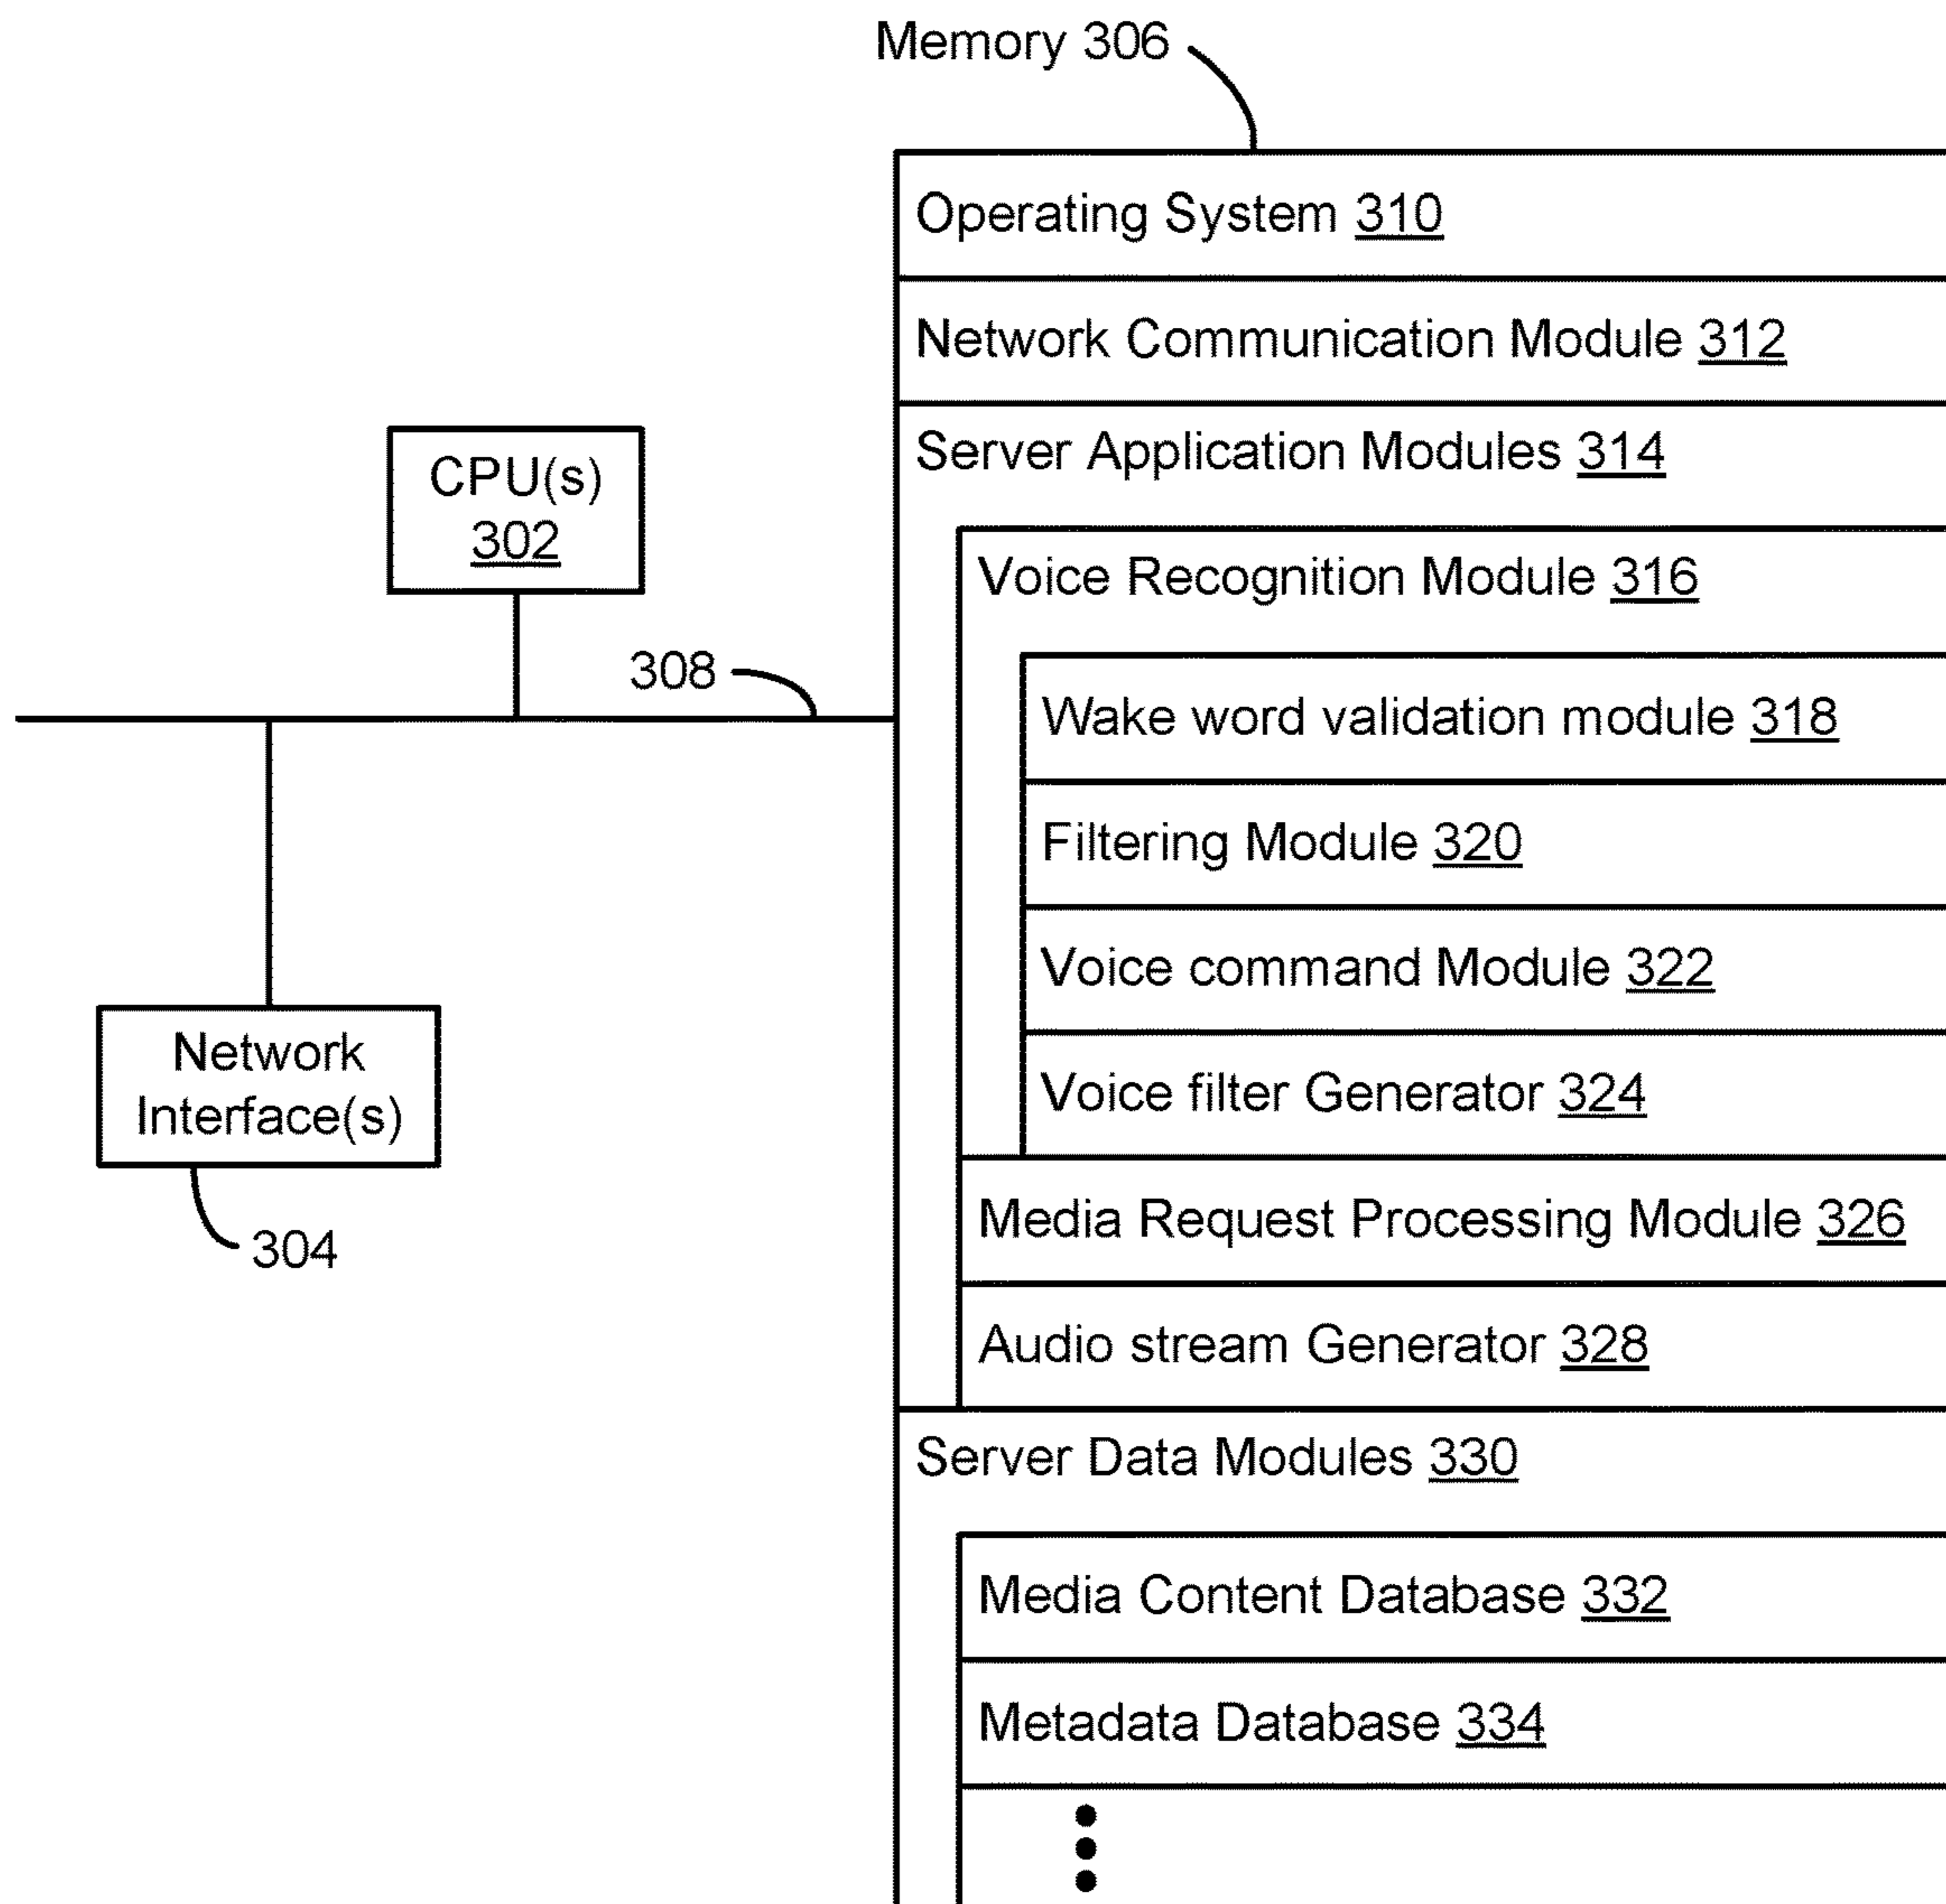 Memory 306
Operating System 310
Network Communication Module 312
Server Application Modules 314
CPU(s)
302
Voice Recognition Module 316
308
Wake word validation module 318
Filtering Module 320
Voice command Module 322
Network
Interface(s)
Voice filter Generator 324
304
Media Request Processing Module 326
Audio stream Generator 328
Server Data Modules 330
Media Content Database 332
Metadata Database 334